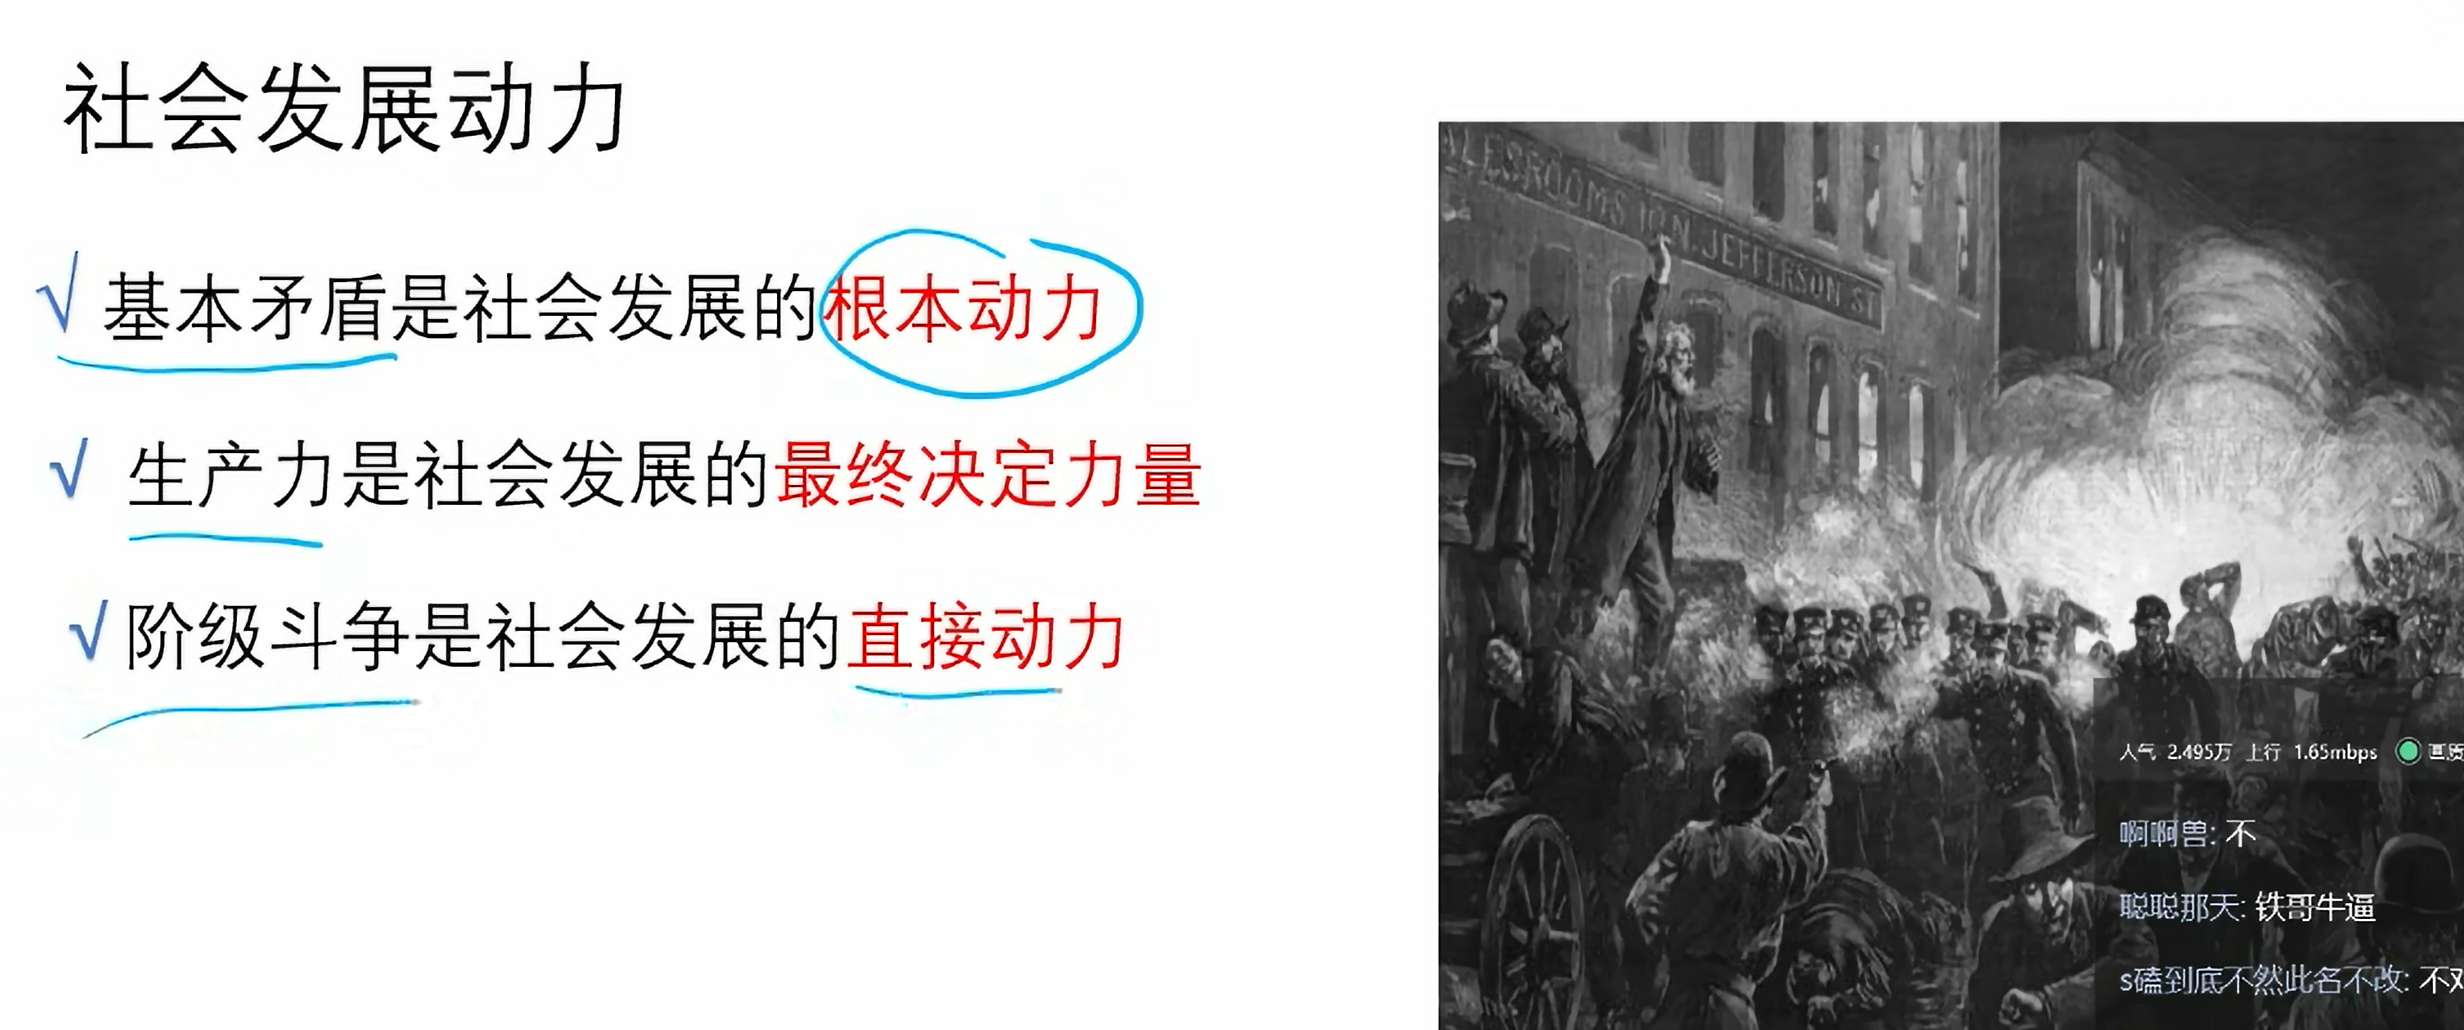 社会发展动力
√ 基本矛盾是社会发展的根本动力
√ 生产力是社会发展的最终决定力量
√ 阶级斗争是社会发展的直接动力
LESROOMS 10 N. JEFFERSON ST
人气 2.495万 上行 1.65mbps 画质
啊啊兽: 不
聪聪那天: 铁哥牛逼
s磕到底不然此名不改: 不对